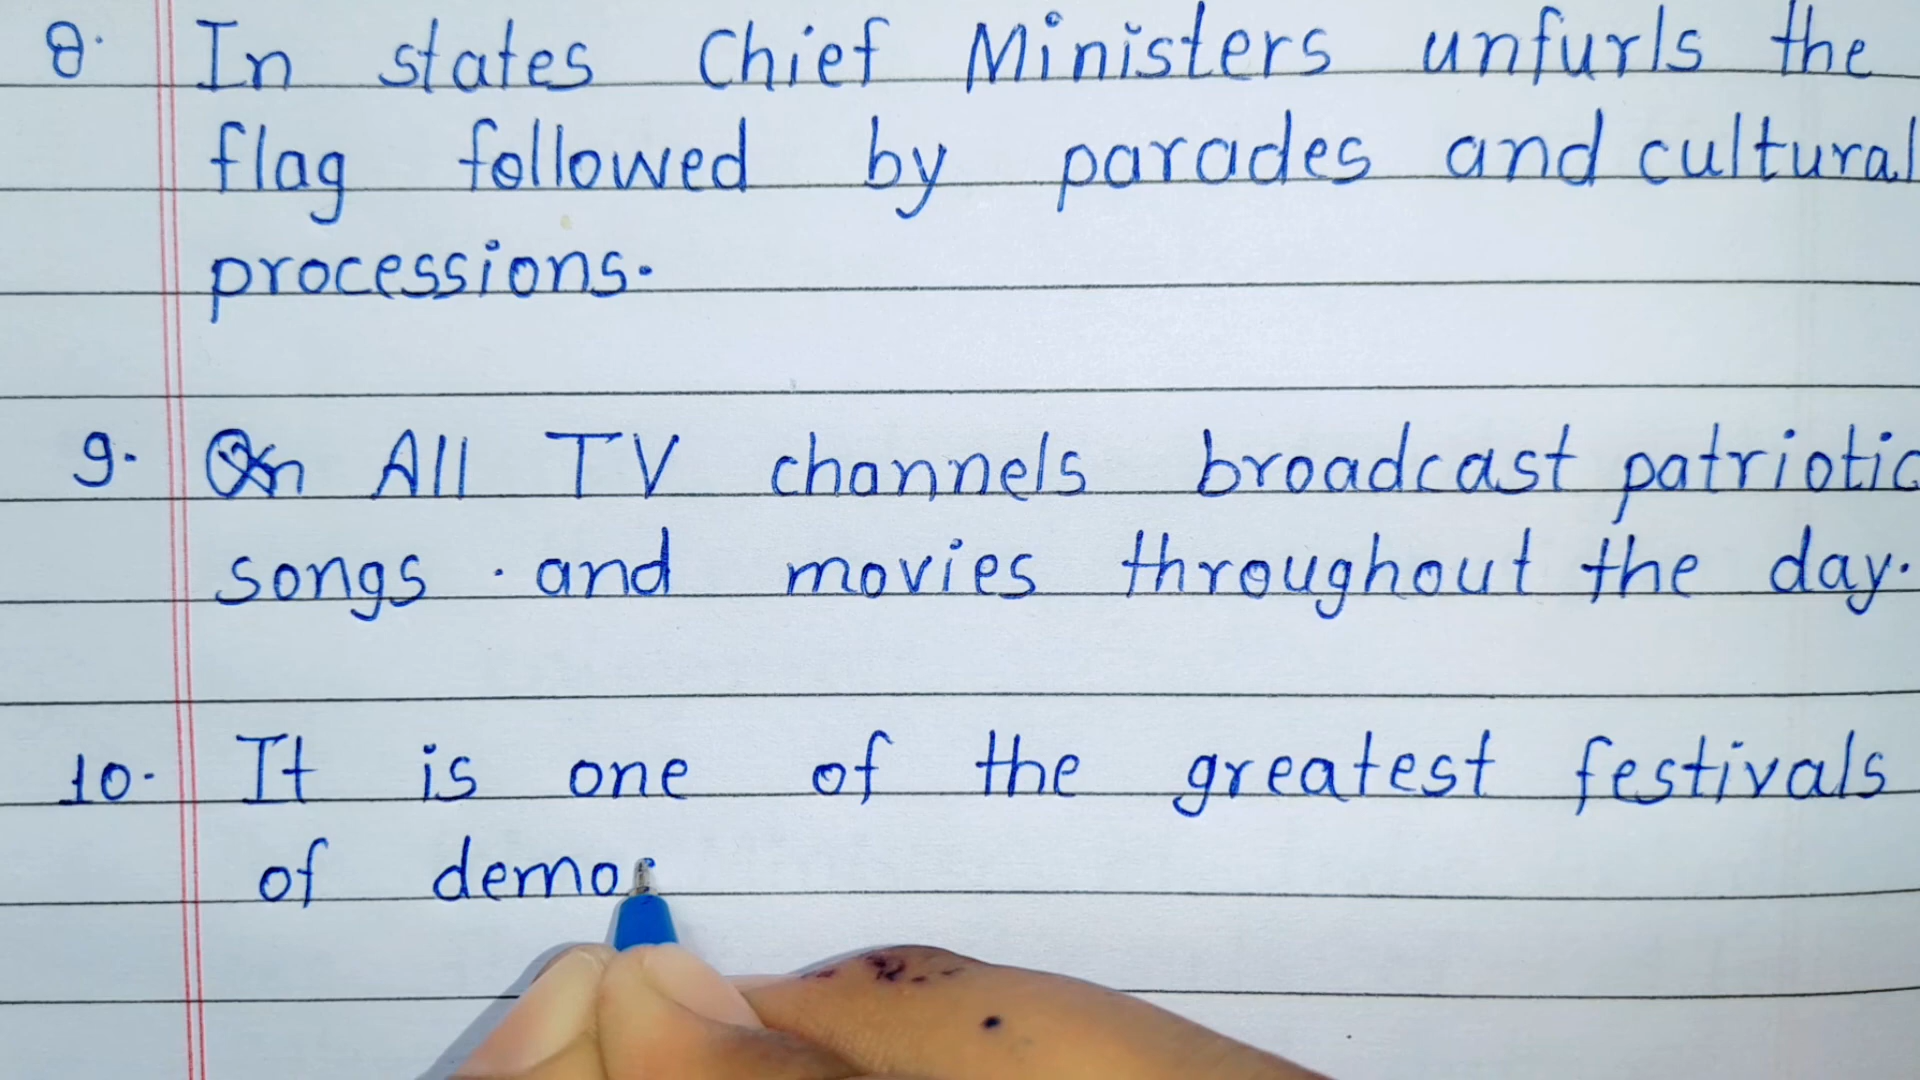 8. In states Chief Ministers unfurls the
flag followed by parades and cultural
processions.
9. All TV channels broadcast patriotic
songs and movies throughout the day.
10. It is one of the greatest festivals
of demo